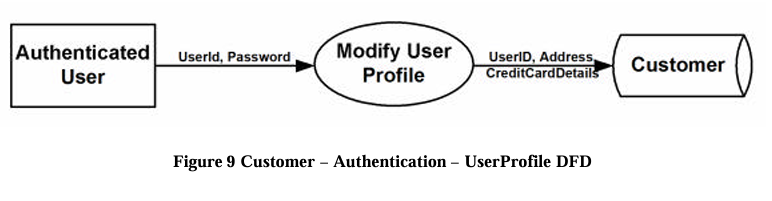 Authenticated
User
UserId, Password
Modify User
Profile
UserID, Address
CreditCardDetails
Customer
Figure 9 Customer – Authentication – UserProfile DFD